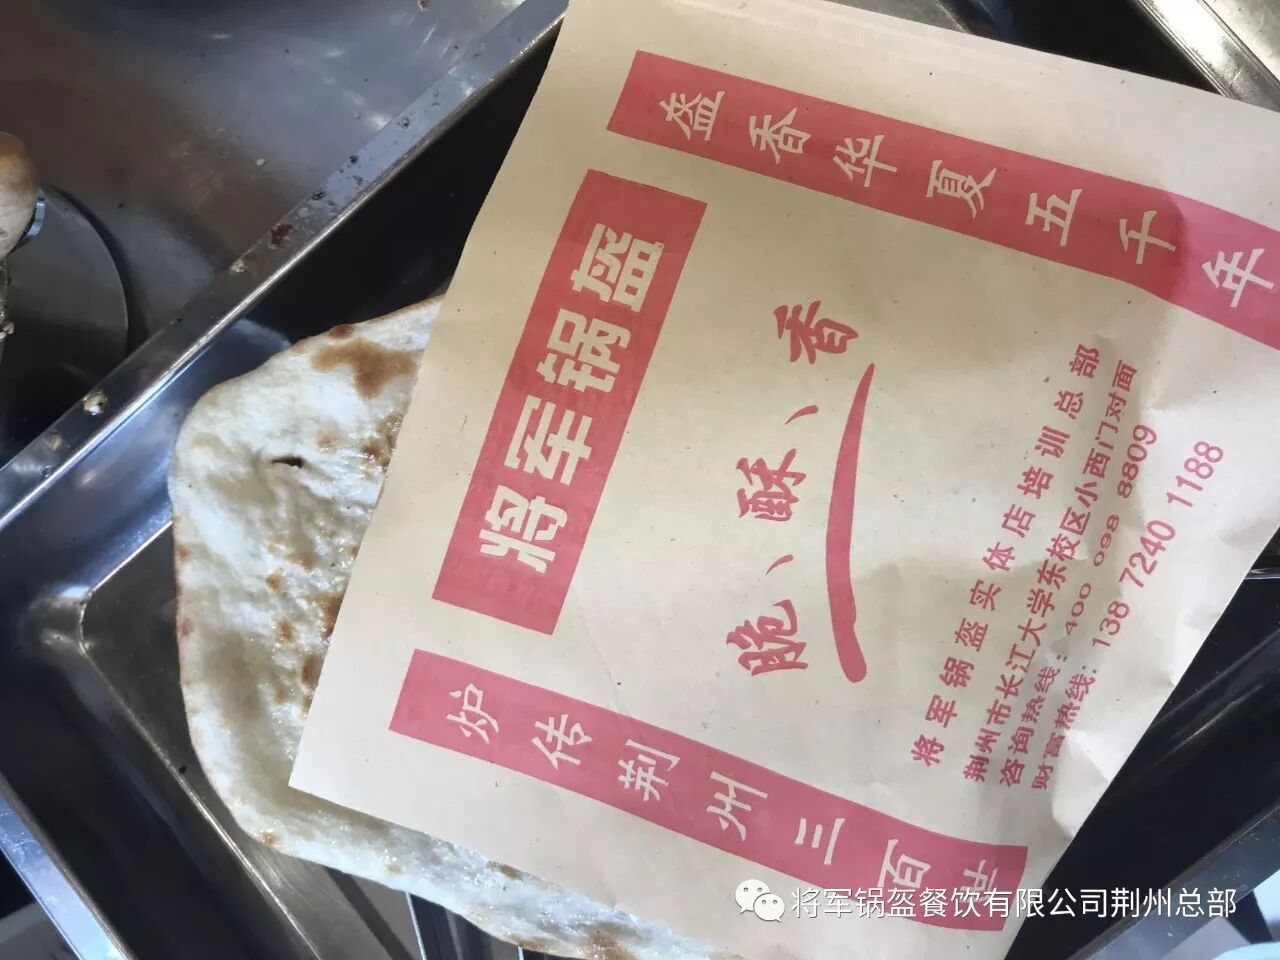 盔香华夏五千年
将军锅盔
炉传荆州三百世
脆、酥、香
将军锅盔实体店培训总部
荆州市长江大学东校区小西门对面
咨询热线：400 098 8809
财富热线：138 7240 1188
将军锅盔餐饮有限公司荆州总部